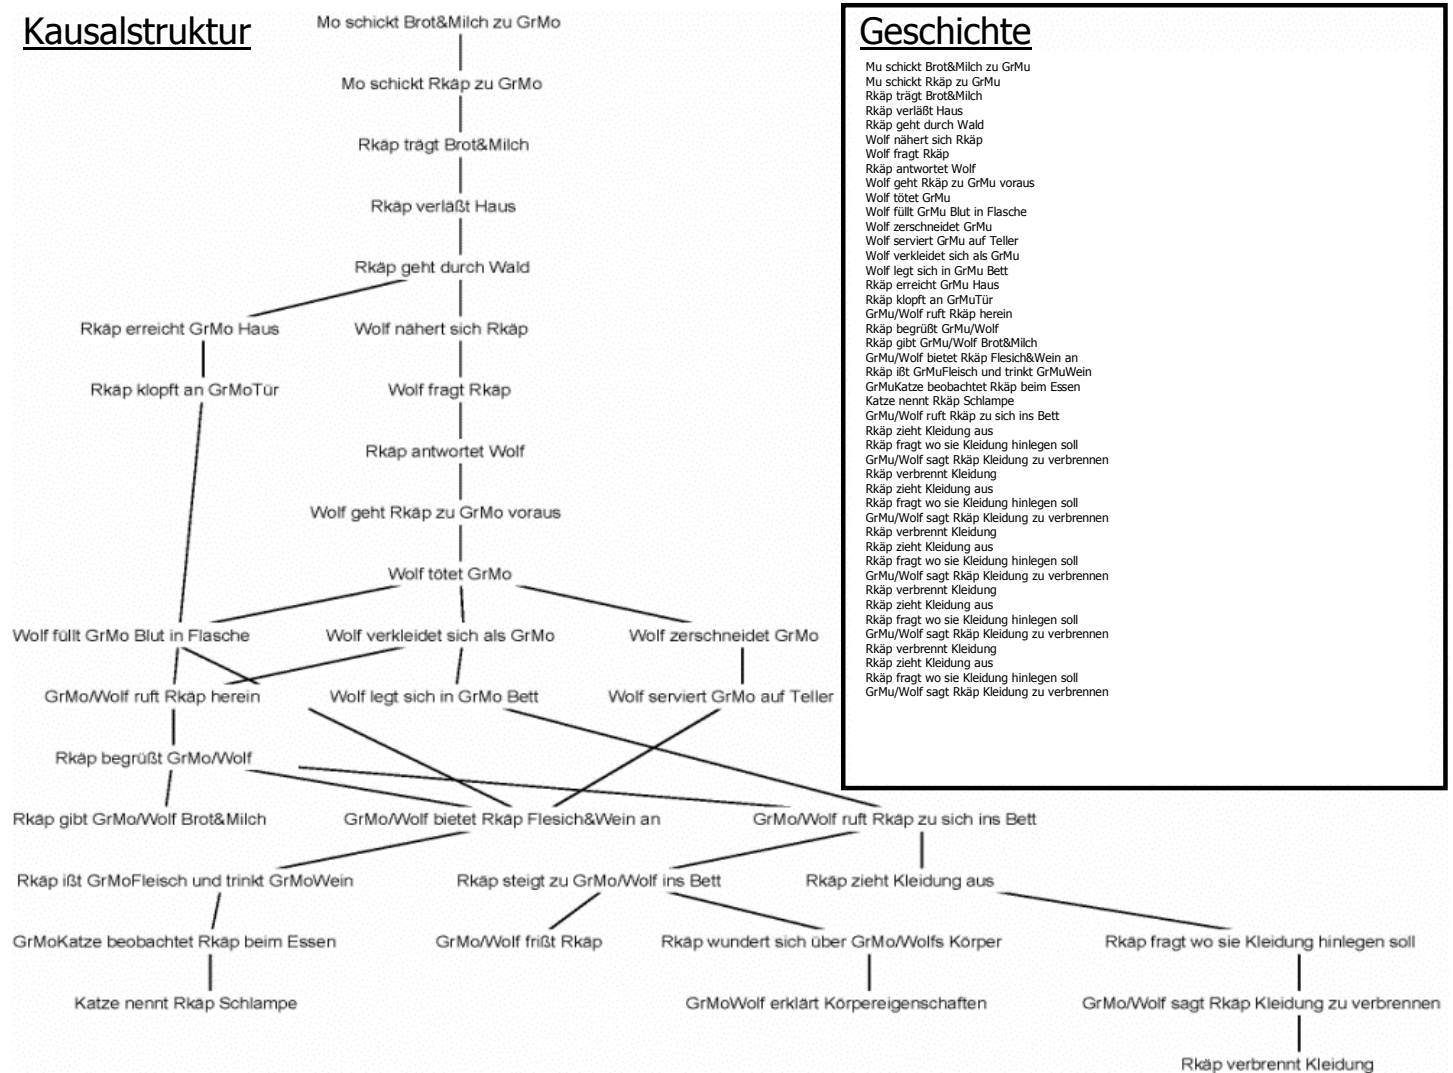 Kausalstruktur
Mo schickt Brot&Milch zu GrMo
Mo schickt Rkäp zu GrMo
Rkäp trägt Brot&Milch
Rkäp verläßt Haus
Rkäp geht durch Wald
Rkäp erreicht GrMo Haus
Wolf nähert sich Rkäp
Rkäp klopft an GrMoTür
Wolf fragt Rkäp
Rkäp antwortet Wolf
Wolf geht Rkäp zu GrMo voraus
Wolf tötet GrMo
Wolf füllt GrMo Blut in Flasche
Wolf verkleidet sich als GrMo
Wolf zerschneidet GrMo
GrMo/Wolf ruft Rkäp herein
Wolf legt sich in GrMo Bett
Wolf serviert GrMo auf Teller
Rkäp begrüßt GrMo/Wolf
Rkäp gibt GrMo/Wolf Brot&Milch
GrMo/Wolf bietet Rkäp Flesich&Wein an
GrMo/Wolf ruft Rkäp zu sich ins Bett
Rkäp ißt GrMoFleisch und trinkt GrMoWein
Rkäp steigt zu GrMo/Wolf ins Bett
Rkäp zieht Kleidung aus
GrMoKatze beobachtet Rkäp beim Essen
GrMo/Wolf frißt Rkäp
Rkäp wundert sich über GrMo/Wolfs Körper
Rkäp fragt wo sie Kleidung hinlegen soll
Katze nennt Rkäp Schlampe
GrMoWolf erklärt Körpereigenschaften
GrMo/Wolf sagt Rkäp Kleidung zu verbrennen
Rkäp verbrennt Kleidung
Geschichte
Mu schickt Brot&Milch zu GrMu
Mu schickt Rkäp zu GrMu
Rkäp trägt Brot&Milch
Rkäp verläßt Haus
Rkäp geht durch Wald
Wolf nähert sich Rkäp
Wolf fragt Rkäp
Rkäp antwortet Wolf
Wolf geht Rkäp zu GrMu voraus
Wolf tötet GrMu
Wolf füllt GrMu Blut in Flasche
Wolf zerschneidet GrMu
Wolf serviert GrMu auf Teller
Wolf verkleidet sich als GrMu
Wolf legt sich in GrMu Bett
Rkäp erreicht GrMu Haus
Rkäp klopft an GrMuTür
GrMu/Wolf ruft Rkäp herein
Rkäp begrüßt GrMu/Wolf
Rkäp gibt GrMu/Wolf Brot&Milch
GrMu/Wolf bietet Rkäp Flesich&Wein an
Rkäp ißt GrMuFleisch und trinkt GrMuWein
GrMuKatze beobachtet Rkäp beim Essen
Katze nennt Rkäp Schlampe
GrMu/Wolf ruft Rkäp zu sich ins Bett
Rkäp zieht Kleidung aus
Rkäp fragt wo sie Kleidung hinlegen soll
GrMu/Wolf sagt Rkäp Kleidung zu verbrennen
Rkäp verbrennt Kleidung
Rkäp zieht Kleidung aus
Rkäp fragt wo sie Kleidung hinlegen soll
GrMu/Wolf sagt Rkäp Kleidung zu verbrennen
Rkäp verbrennt Kleidung
Rkäp zieht Kleidung aus
Rkäp fragt wo sie Kleidung hinlegen soll
GrMu/Wolf sagt Rkäp Kleidung zu verbrennen
Rkäp verbrennt Kleidung
Rkäp zieht Kleidung aus
Rkäp fragt wo sie Kleidung hinlegen soll
GrMu/Wolf sagt Rkäp Kleidung zu verbrennen
Rkäp verbrennt Kleidung
Rkäp zieht Kleidung aus
Rkäp fragt wo sie Kleidung hinlegen soll
GrMu/Wolf sagt Rkäp Kleidung zu verbrennen